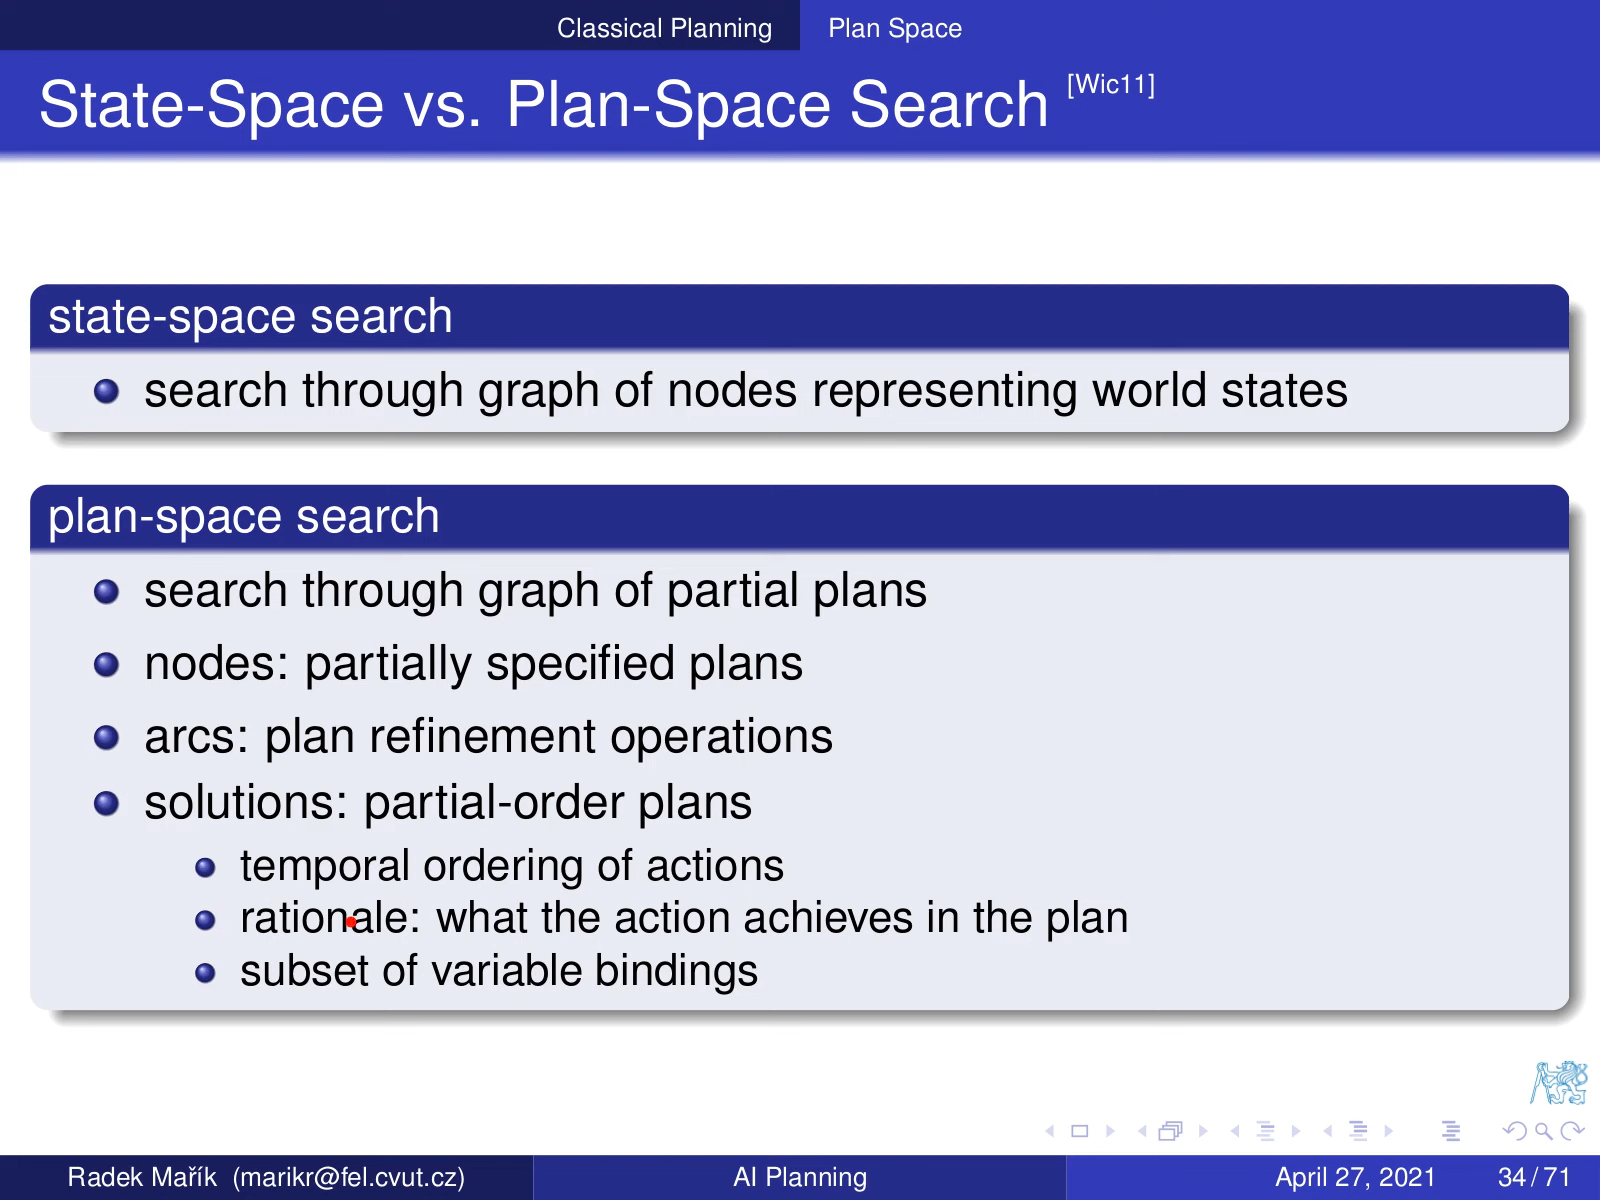 Classical Planning Plan Space
State-Space vs. Plan-Space Search [Wic11]
state-space search
search through graph of nodes representing world states
plan-space search
search through graph of partial plans
nodes: partially specified plans
arcs: plan refinement operations
solutions: partial-order plans
temporal ordering of actions
rationale: what the action achieves in the plan
subset of variable bindings
Radek Mařík (marikr@fel.cvut.cz) AI Planning April 27, 2021 34 / 71